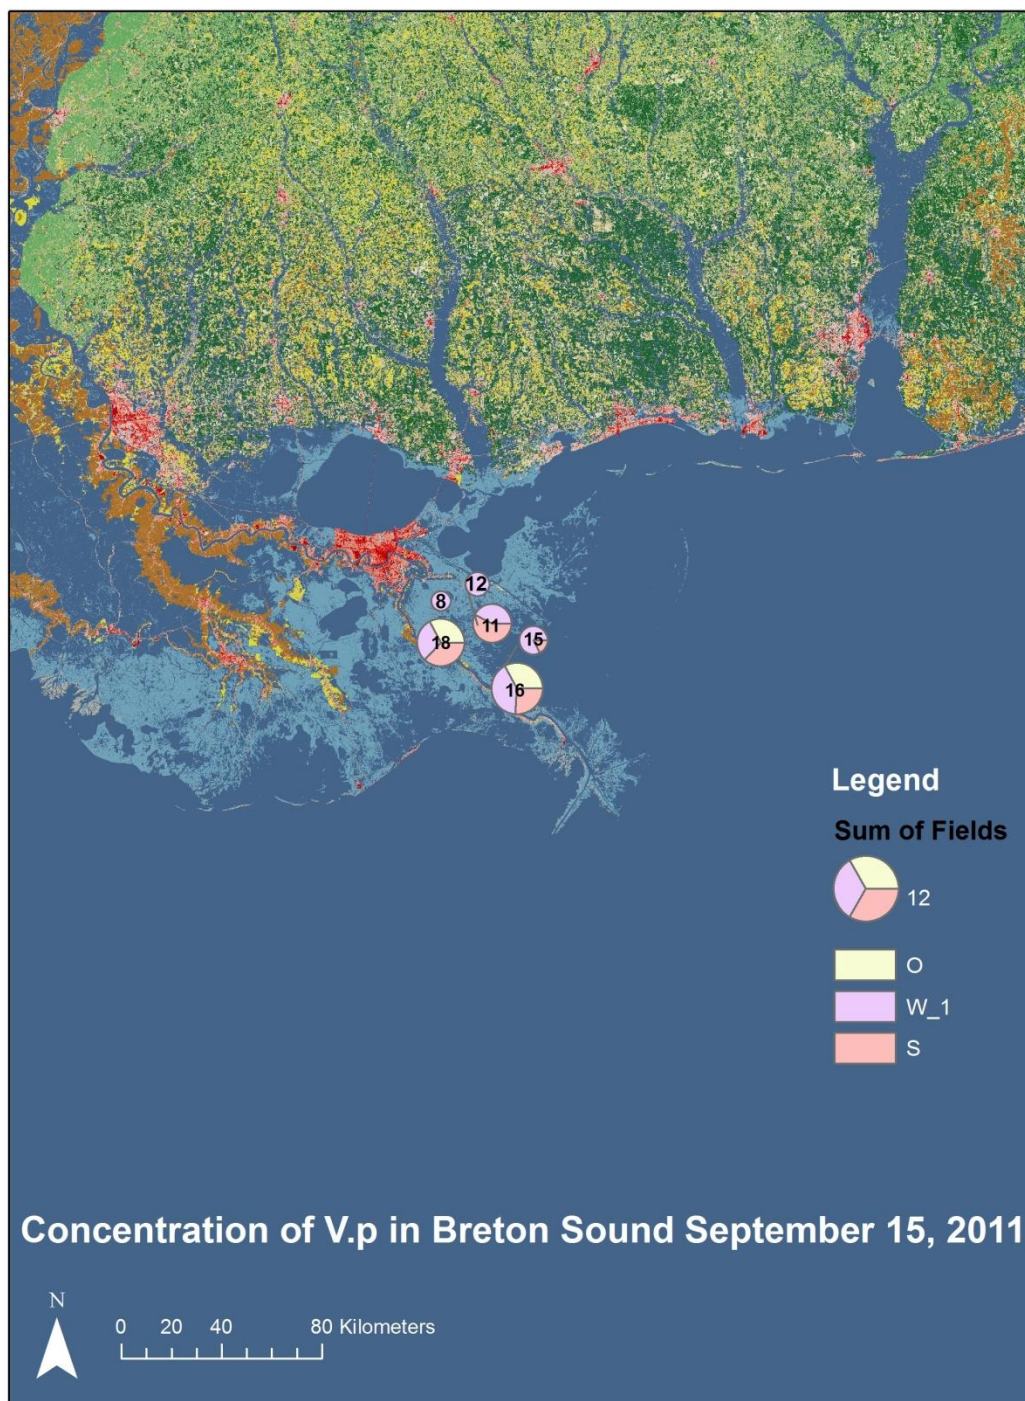 12
8
11
15
18
16
Legend
Sum of Fields
12
O
W_1
S
Concentration of V.p in Breton Sound September 15, 2011
N
0 20 40 80 Kilometers